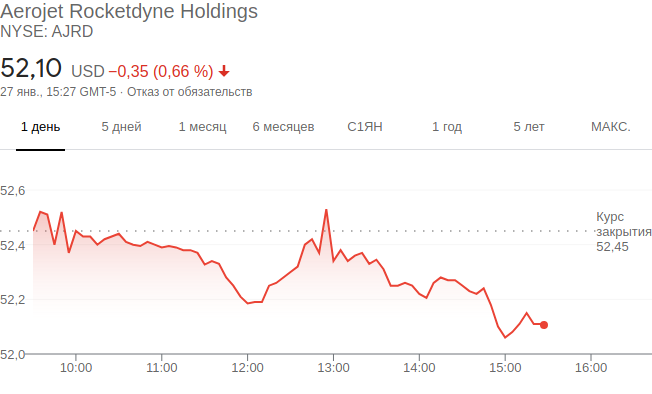 Aerojet Rocketdyne Holdings
NYSE: AJRD
52,10 USD −0,35 (0,66 %)
27 янв., 15:27 GMT-5 · Отказ от обязательств
1 день 5 дней 1 месяц 6 месяцев С1ЯН 1 год 5 лет МАКС.
52,6
Курс
закрытия
52,45
52,4
52,2
52,0
10:00 11:00 12:00 13:00 14:00 15:00 16:00